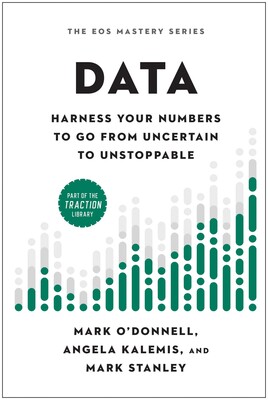 THE EOS MASTERY SERIES
DATA
HARNESS YOUR NUMBERS
TO GO FROM UNCERTAIN
TO UNSTOPPABLE
PART OF THE
TRACTION
LIBRARY
MARK O'DONNELL,
ANGELA KALEMIS, AND
MARK STANLEY